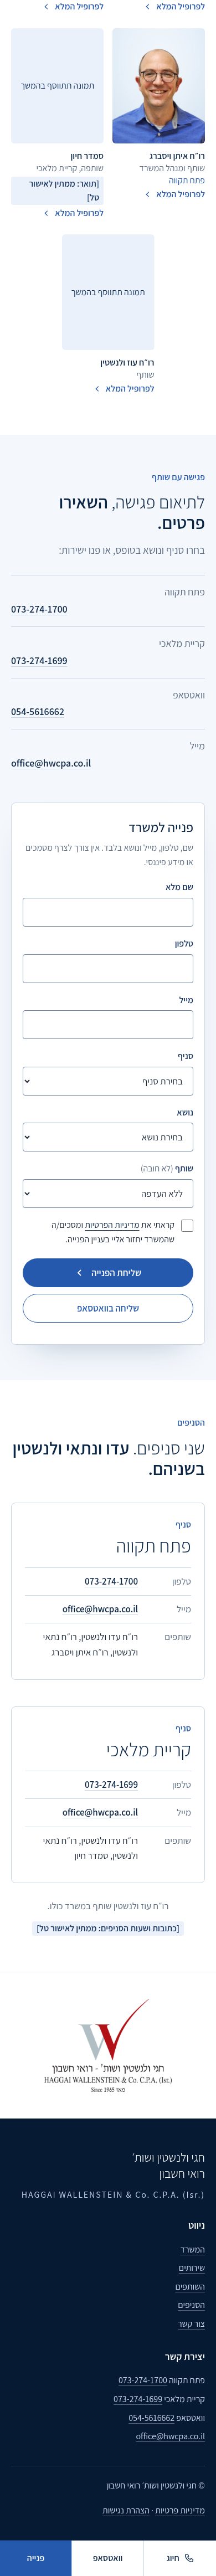 לפרופיל המלא
לפרופיל המלא
תמונה תתווסף בהמשך
רו״ח איתן ויסברג
שותף ומנהל המשרד
פתח תקווה
לפרופיל המלא
סמדר חיון
שותפה, קריית מלאכי
[תואר: ממתין לאישור
טל]
לפרופיל המלא
תמונה תתווסף בהמשך
רו״ח עוז ולנשטין
שותף
לפרופיל המלא
פגישה עם שותף
לתיאום פגישה, השאירו
פרטים.
בחרו סניף ונושא בטופס, או פנו ישירות:
פתח תקווה
073-274-1700
קריית מלאכי
073-274-1699
וואטסאפ
054-5616662
מייל
office@hwcpa.co.il
פנייה למשרד
שם, טלפון, מייל ונושא בלבד. אין צורך לצרף מסמכים
או מידע פיננסי.
שם מלא
טלפון
מייל
סניף
בחירת סניף
נושא
בחירת נושא
שותף (לא חובה)
ללא העדפה
קראתי את מדיניות הפרטיות ומסכים/ה
שהמשרד יחזור אליי בעניין הפנייה.
שליחת הפנייה
שליחה בוואטסאפ
הסניפים
שני סניפים. עדו ונתאי ולנשטין
בשניהם.
סניף
פתח תקווה
טלפון 073-274-1700
מייל office@hwcpa.co.il
שותפים רו״ח עדו ולנשטין, רו״ח נתאי
ולנשטין, רו״ח איתן ויסברג
סניף
קריית מלאכי
טלפון 073-274-1699
מייל office@hwcpa.co.il
שותפים רו״ח עדו ולנשטין, רו״ח נתאי
ולנשטין, סמדר חיון
רו״ח עוז ולנשטין שותף במשרד כולו.
[כתובות ושעות הסניפים: ממתין לאישור טל]
חגי ולנשטין ושות׳ - רואי חשבון
HAGGAI WALLENSTEIN & Co. C.P.A. (Isr.)
Since 1965 מאז
חגי ולנשטין ושות׳
רואי חשבון
HAGGAI WALLENSTEIN & Co. C.P.A. (Isr.)
ניווט
המשרד
שירותים
השותפים
הסניפים
צור קשר
יצירת קשר
פתח תקווה 073-274-1700
קריית מלאכי 073-274-1699
וואטסאפ 054-5616662
office@hwcpa.co.il
© חגי ולנשטין ושות׳ רואי חשבון
מדיניות פרטיות · הצהרת נגישות
חיוג
וואטסאפ
פנייה